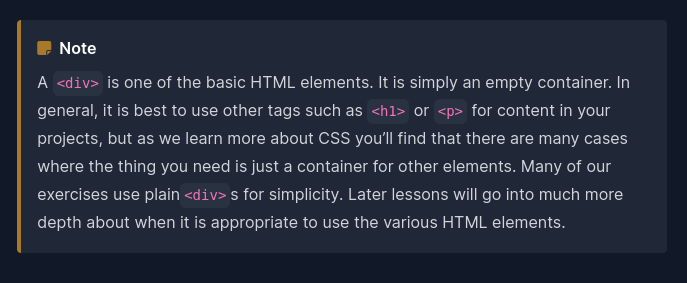 Note
A <div> is one of the basic HTML elements. It is simply an empty container. In
general, it is best to use other tags such as <h1> or <p> for content in your
projects, but as we learn more about CSS you’ll find that there are many cases
where the thing you need is just a container for other elements. Many of our
exercises use plain <div>s for simplicity. Later lessons will go into much more
depth about when it is appropriate to use the various HTML elements.